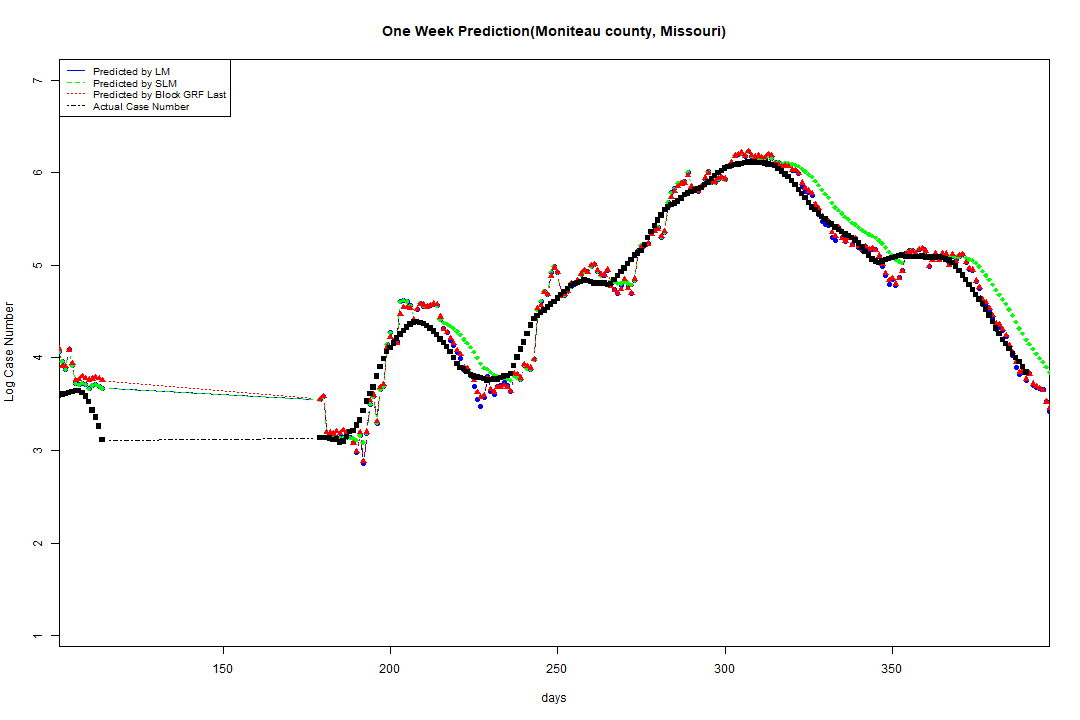 One Week Prediction(Moniteau county, Missouri)
Predicted by LM
Predicted by SLM
Predicted by Block GRF Last
Actual Case Number
7
6
5
4
3
2
1
Log Case Number
150 200 250 300 350
days